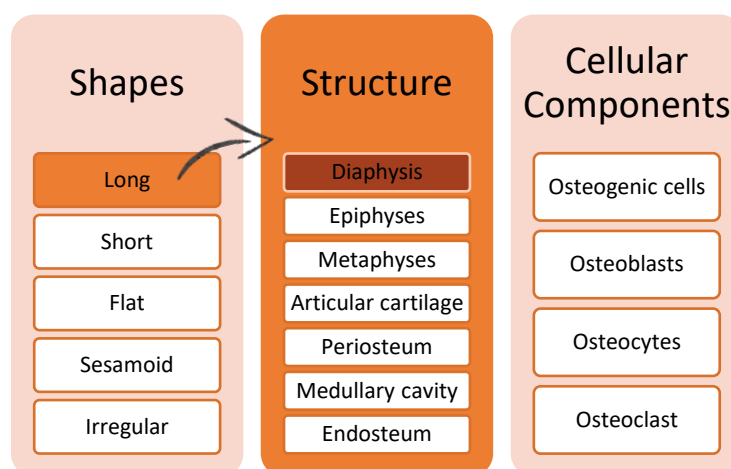 Shapes
Long
Short
Flat
Sesamoid
Irregular
Structure
Diaphysis
Epiphyses
Metaphyses
Articular cartilage
Periosteum
Medullary cavity
Endosteum
Cellular
Components
Osteogenic cells
Osteoblasts
Osteocytes
Osteoclast